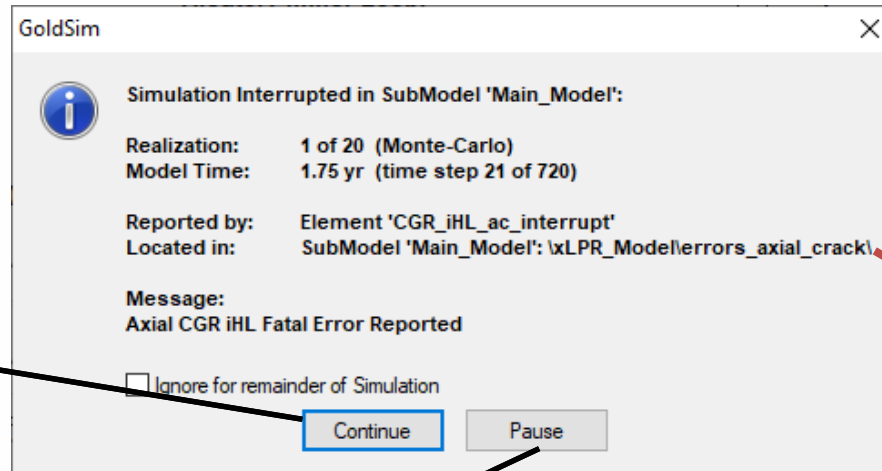 GoldSim
Simulation Interrupted in SubModel 'Main_Model':
Realization: 1 of 20 (Monte-Carlo)
Model Time: 1.75 yr (time step 21 of 720)
Reported by: Element 'CGR_iHL_ac_interrupt'
Located in: SubModel 'Main_Model': \xLPR_Model\errors_axial_crack\
Message:
Axial CGR iHL Fatal Error Reported
Ignore for remainder of Simulation
Continue Pause